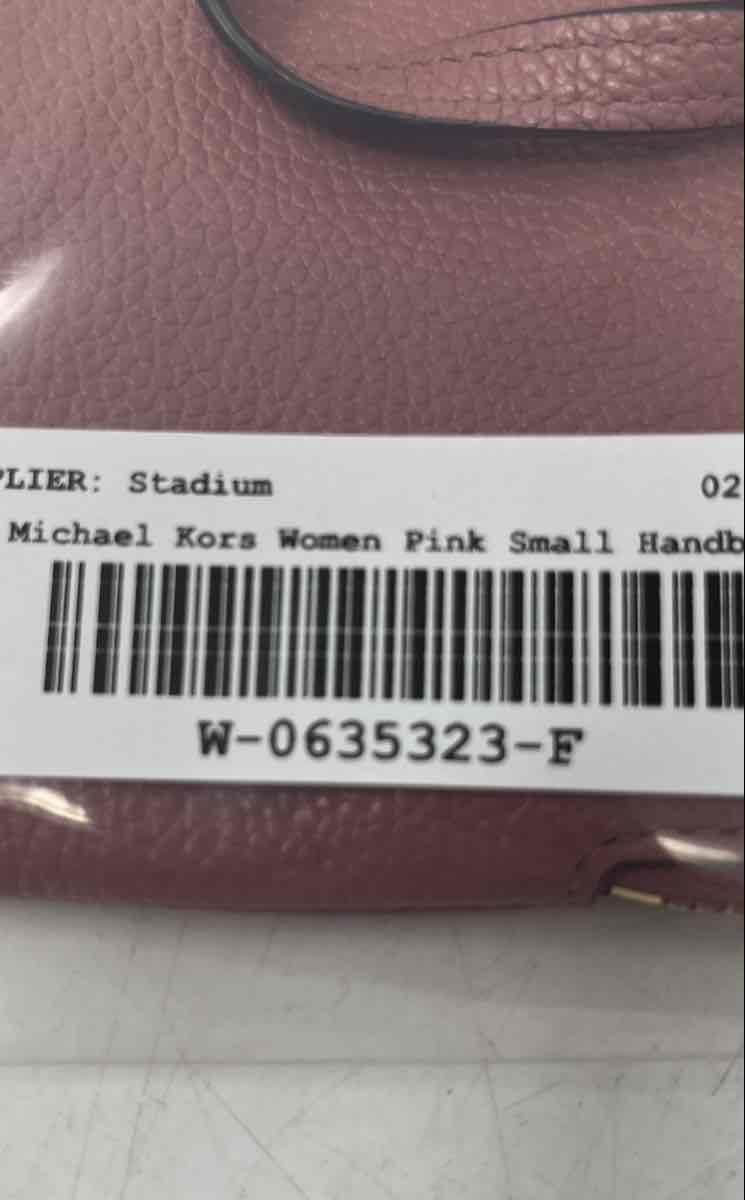 PLIER: Stadium 02
Michael Kors Women Pink Small Handb
W-0635323-F